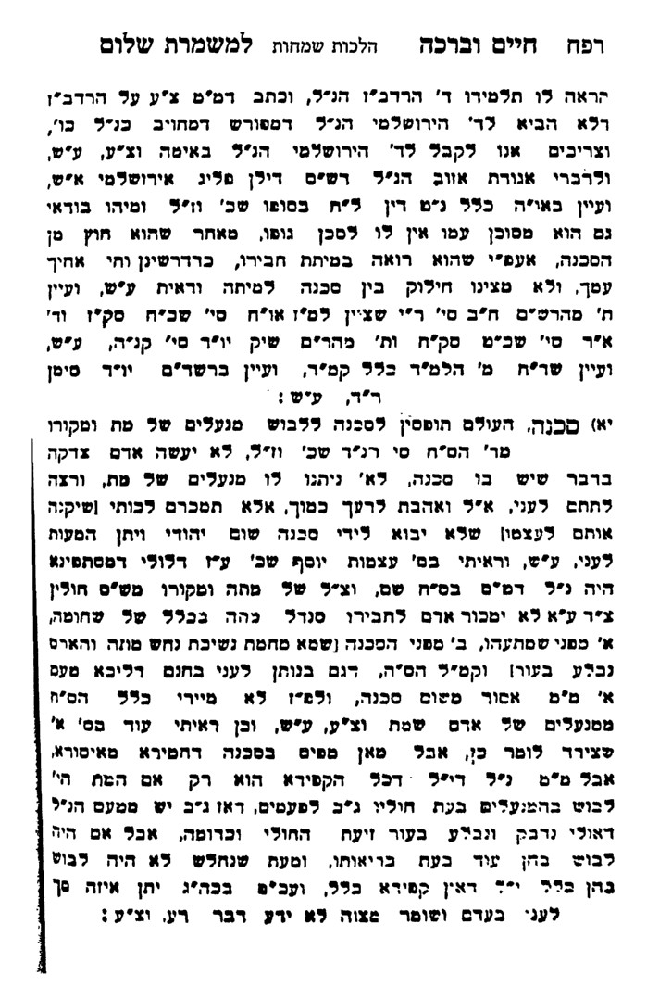 רפח חיים וברכה הלכות שמחות למשמרת שלום
הראה לו תלמידו ד' הרדב"ז הנ"ל, וכתב דמ"מ צ"ע על הרדב"ז
דלא הביא לד' הירושלמי הנ"ל דמפורש דמחויב כנ"ל כו',
וצריכים אנו לקבל לד' הירושלמי הנ"ל באימה וצ"ע, ע"ש,
ולדברי אגודת אזוב הנ"ל דש"ס דילן פליג אירושלמי א"ש,
ועיין באו"ה כלל נ"ט דין ל"ח בסופו שכ' וז"ל ומיהו בודאי
גם הוא מסוכן עמו אין לו לסכן גופו, מאחר שהוא חוץ מן
הסכנה, אעפ"י שהוא רואה במיתת חבירו, כדדרשינן וחי אחיך
עמך, ולא מצינו חילוק בין סכנה למיתה ודאית ע"ש, ועיין
ת' מהרש"ם ח"ב סי' ר"י שציין למ"ז או"ח סי' שכ"ח סק"ז וד'
א"ר סי' שכ"ט סק"ח ות' מהר"ם שיק יו"ד סי' קנ"ה, ע"ש,
ועיין שד"ח מ' הלמ"ד כלל קמ"ד, ועיין ברשד"ם יו"ד סימן
ר"ד, ע"ש :
יא) סכנה, העולם תופסין לסכנה ללבוש מנעלים של מת ומקורו
מד' הס"ח סי רנ"ד שכ' וז"ל, לא יעשה אדם צדקה
בדבר שיש בו סכנה, לא' ניתנו לו מנעלים של מת, ורצה
לתתם לעני, א"ל ואהבת לרעך כמוך, אלא תמכרם לכותי [שיקנה
אותם לעצמו] שלא יבוא לידי סכנה שום יהודי ויתן המעות
לעני, ע"ש, וראיתי בס' עצמות יוסף שכ' ע"ז דלולי דמסתפינא
היה נ"ל דט"ס בס"ח שם, וצ"ל של מתה ומקורו מש"ס חולין
צ"ד ע"א לא ימכור אדם לחבירו סנדל מתה בכלל של שחוטה,
א' מפני שמתעהו, ב' מפני הסכנה [שמא מחמת נשיכת נחש מתה והארס
נבלע בעור] וקמ"ל הס"ח, דגם בנותן לעני בחנם דליכא טעם
א' מ"מ אסור משום סכנה, ולפ"ז לא מיירי כלל הס"ח
ממנעלים של אדם שמת וצ"ע, ע"ש, וכן ראיתי עוד בס' א'
שצידד לומר כן, אבל מאן מפים בסכנה דחמירא מאיסורא,
אבל מ"מ נ"ל די"ל דכל הקפידא הוא רק אם המת הי'
לבוש בהמנעלים בעת חוליו ג"כ לפעמים, דאז ג"כ יש מטעם הנ"ל
דאולי נדבק ונבלע בעור זיעת החולי וכדומה, אבל אם היה
לבוש בהן עוד בעת בריאותו, ומעת שנחלש לא היה לבוש
בהן כלל י"ל דאין קפידא כלל, ועכ"פ בכה"ג יתן איזה סך
לעני בעדם ושומר מצוה לא ידע דבר רע, וצ"ע :